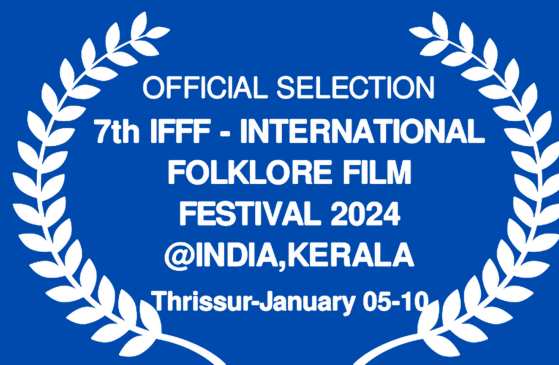 OFFICIAL SELECTION
7th IFFF - INTERNATIONAL
FOLKLORE FILM
FESTIVAL 2024
@INDIA,KERALA
Thrissur-January 05-10